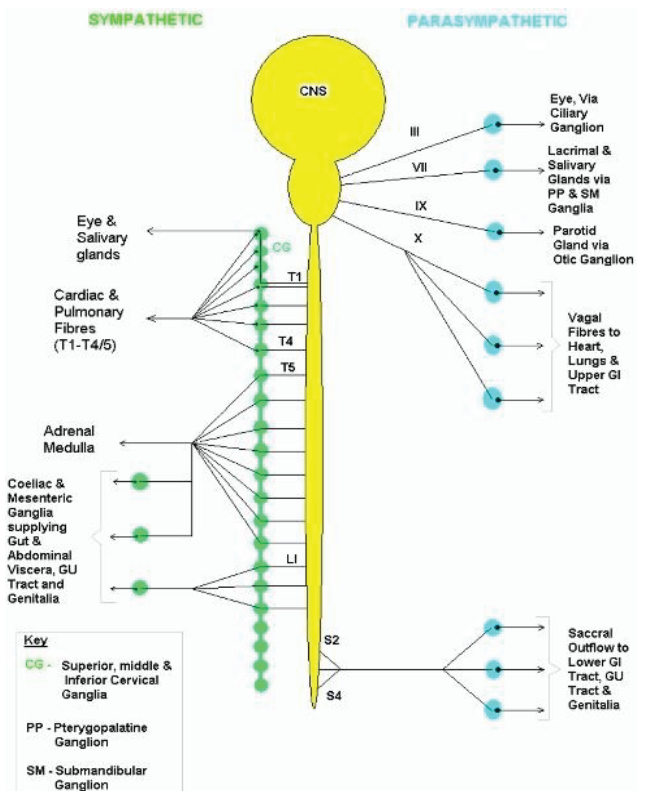 SYMPATHETIC
PARASYMPATHETIC
CNS
III
VII
IX
X
Eye, Via
Ciliary
Ganglion
Lacrimal &
Salivary
Glands via
PP & SM
Ganglia
Parotid
Gland via
Otic Ganglion
Vagal
Fibres to
Heart,
Lungs &
Upper GI
Tract
Eye &
Salivary
glands
CG
T1
Cardiac &
Pulmonary
Fibres
(T1-T4/5)
T4
T5
Adrenal
Medulla
Coeliac &
Mesenteric
Ganglia
supplying
Gut &
Abdominal
Viscera, GU
Tract and
Genitalia
LI
S2
S4
Saccral
Outflow to
Lower GI
Tract, GU
Tract &
Genitalia
Key
CG - Superior, middle &
Inferior Cervical
Ganglia
PP - Pterygopalatine
Ganglion
SM - Submandibular
Ganglion